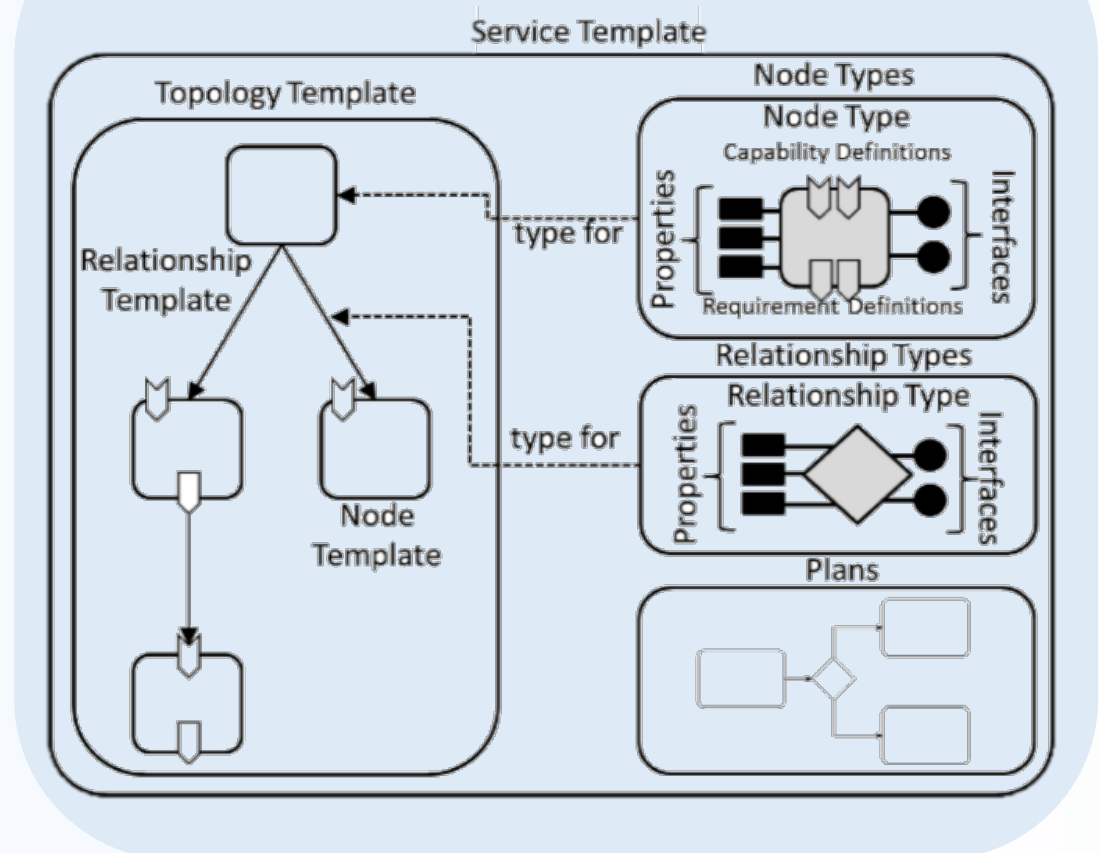 Service Template
Topology Template
Relationship
Template
Node
Template
type for
type for
Node Types
Node Type
Capability Definitions
Properties
Interfaces
Requirement Definitions
Relationship Types
Relationship Type
Properties
Interfaces
Plans